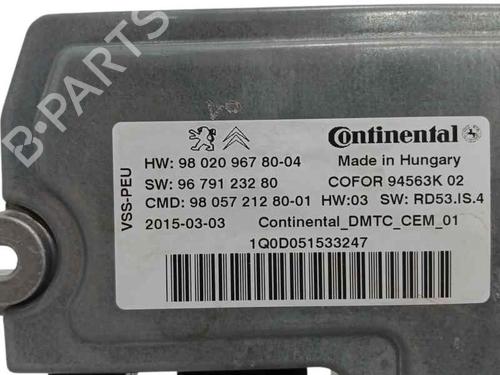 B-PARTS
VSS-PEU
Continental
HW: 98 020 967 80-04
Made in Hungary
SW: 96 791 232 80
COFOR 94563K 02
CMD: 98 057 212 80-01 HW:03 SW: RD53.IS.4
2015-03-03 Continental_DMTC_CEM_01
1Q0D051533247